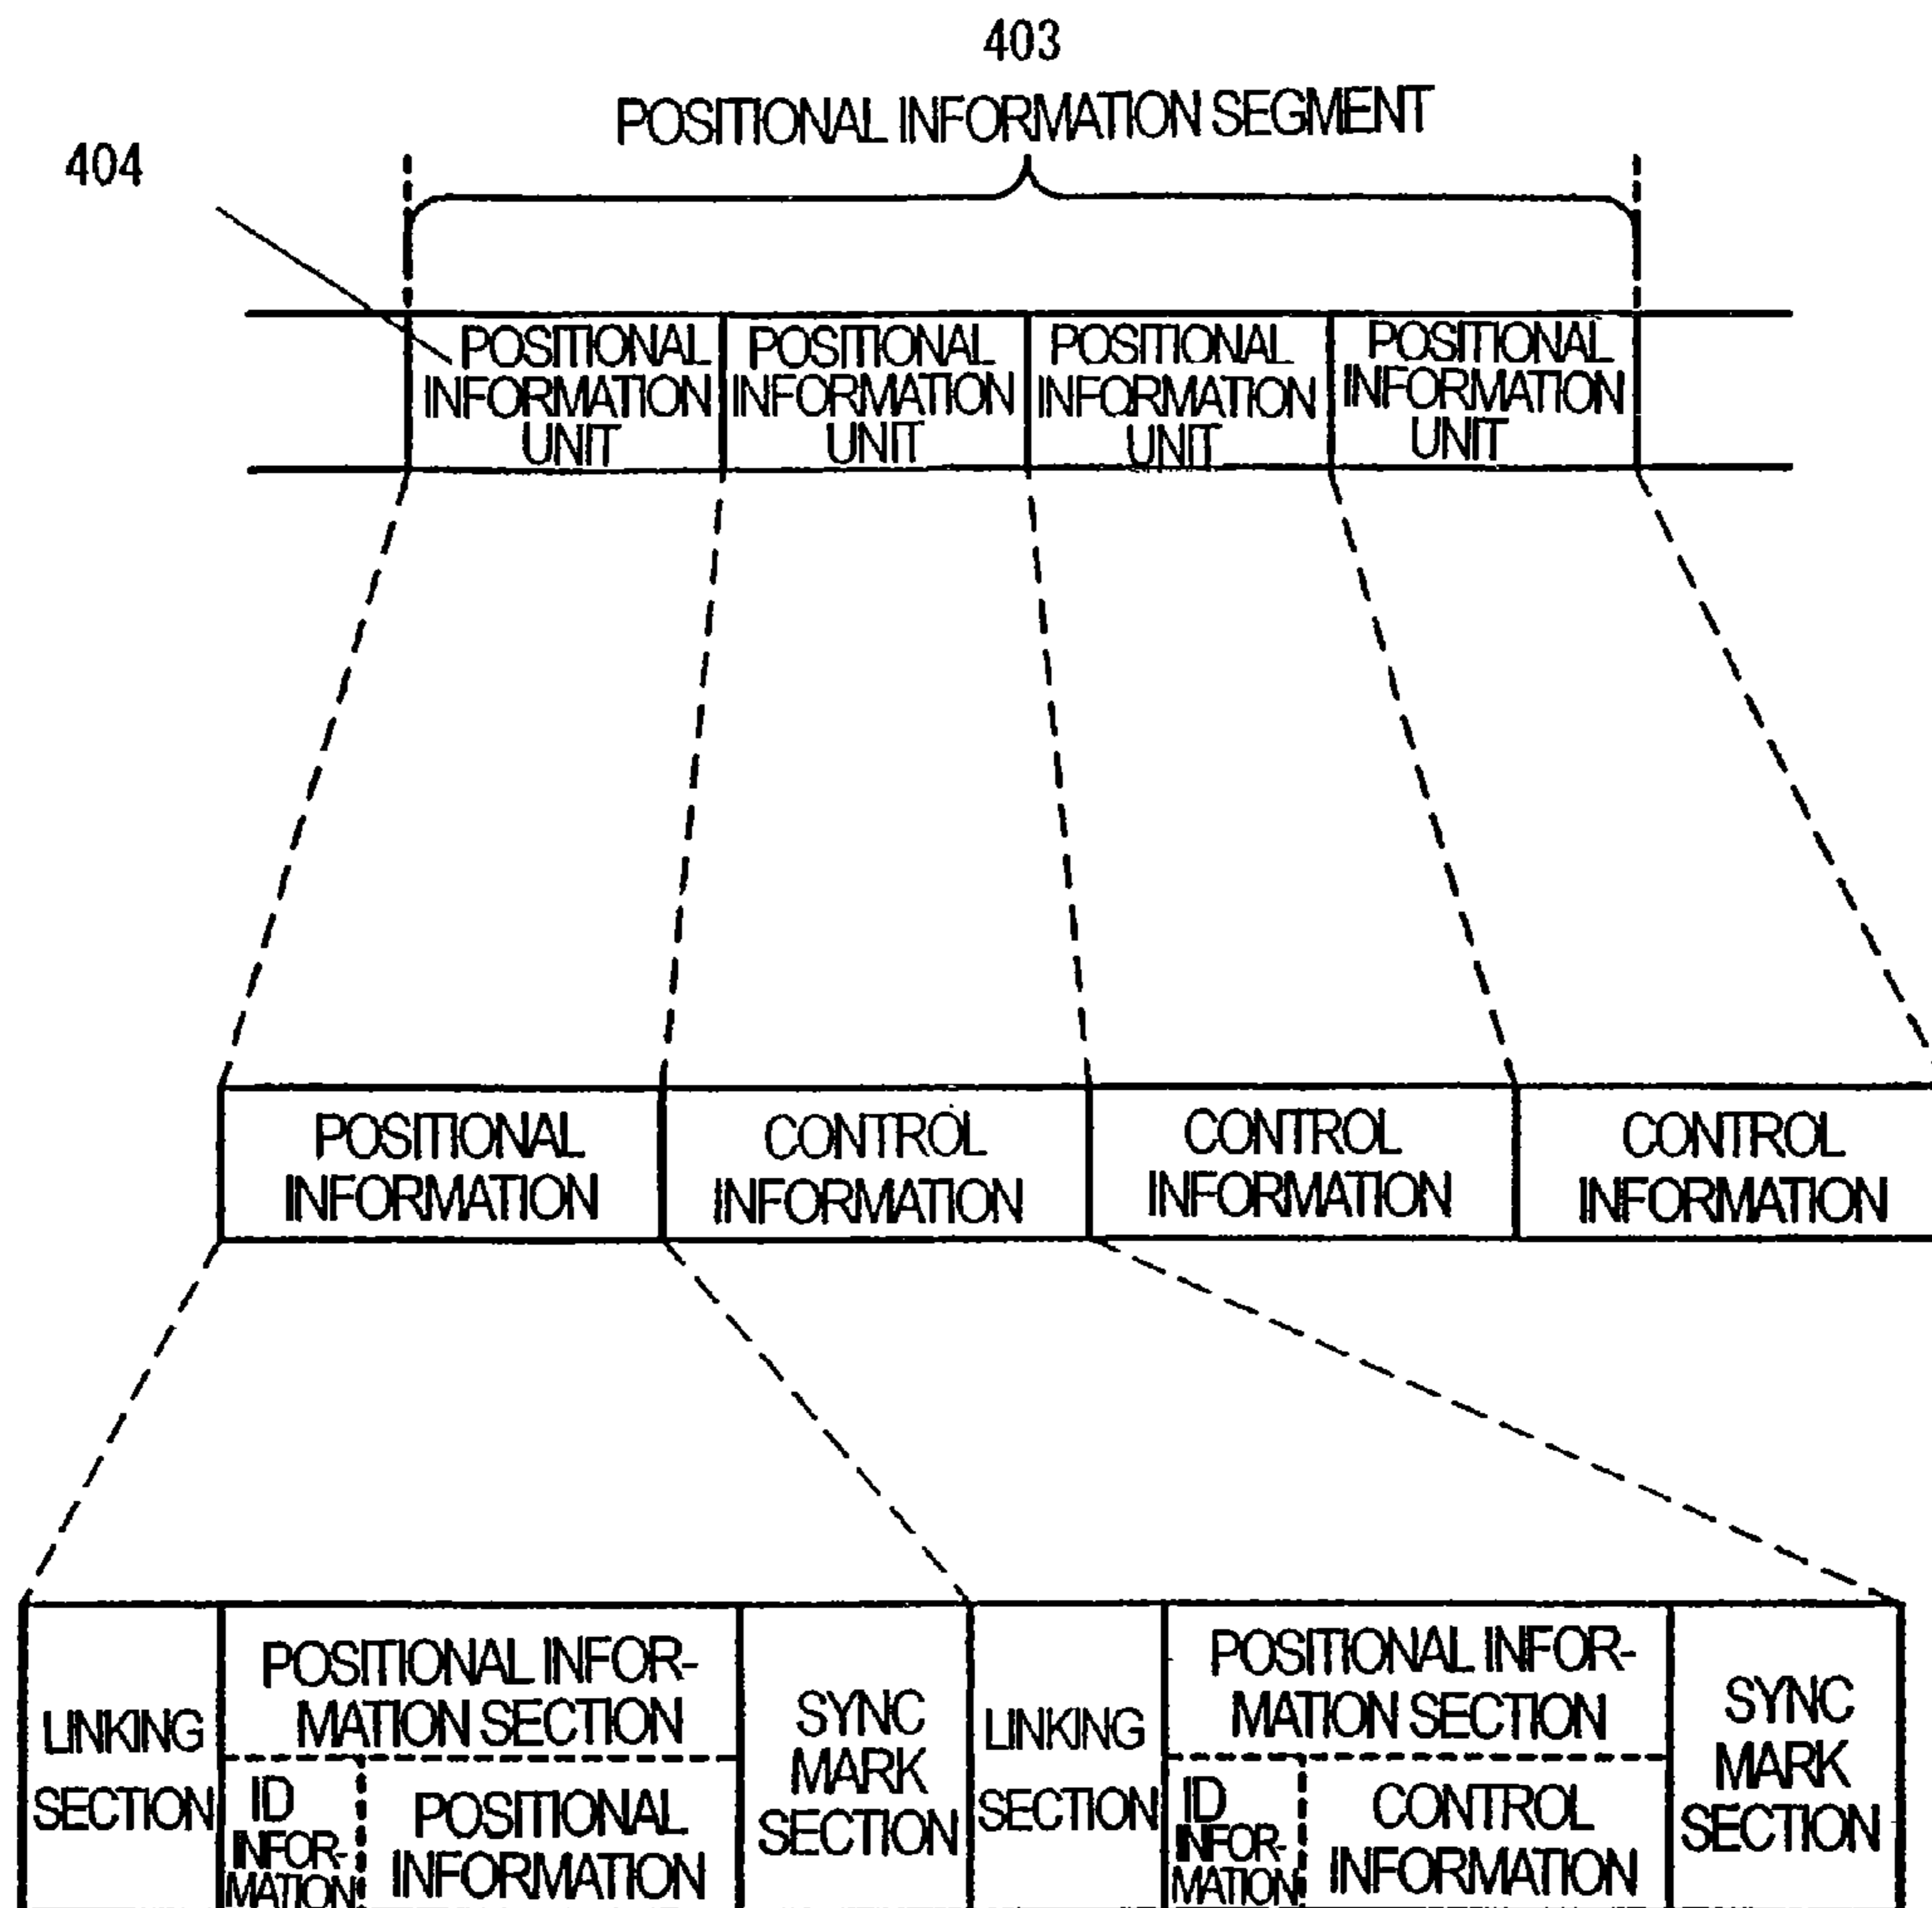 403
POSITIONAL INFORMATION SEGMENT
404
POSITIONAL
INFORMATION
UNIT
POSITIONAL
INFORMATION
UNIT
POSITIONAL
INFORMATION
UNIT
POSITIONAL
INFORMATION
UNIT
POSITIONAL
INFORMATION
CONTROL
INFORMATION
CONTROL
INFORMATION
CONTROL
INFORMATION
LINKING
SECTION
POSITIONAL INFOR-
MATION SECTION
ID
INFOR-
MATION
POSITIONAL
INFORMATION
SYNC
MARK
SECTION
LINKING
SECTION
POSITIONAL INFOR-
MATION SECTION
ID
INFOR-
MATION
CONTROL
INFORMATION
SYNC
MARK
SECTION